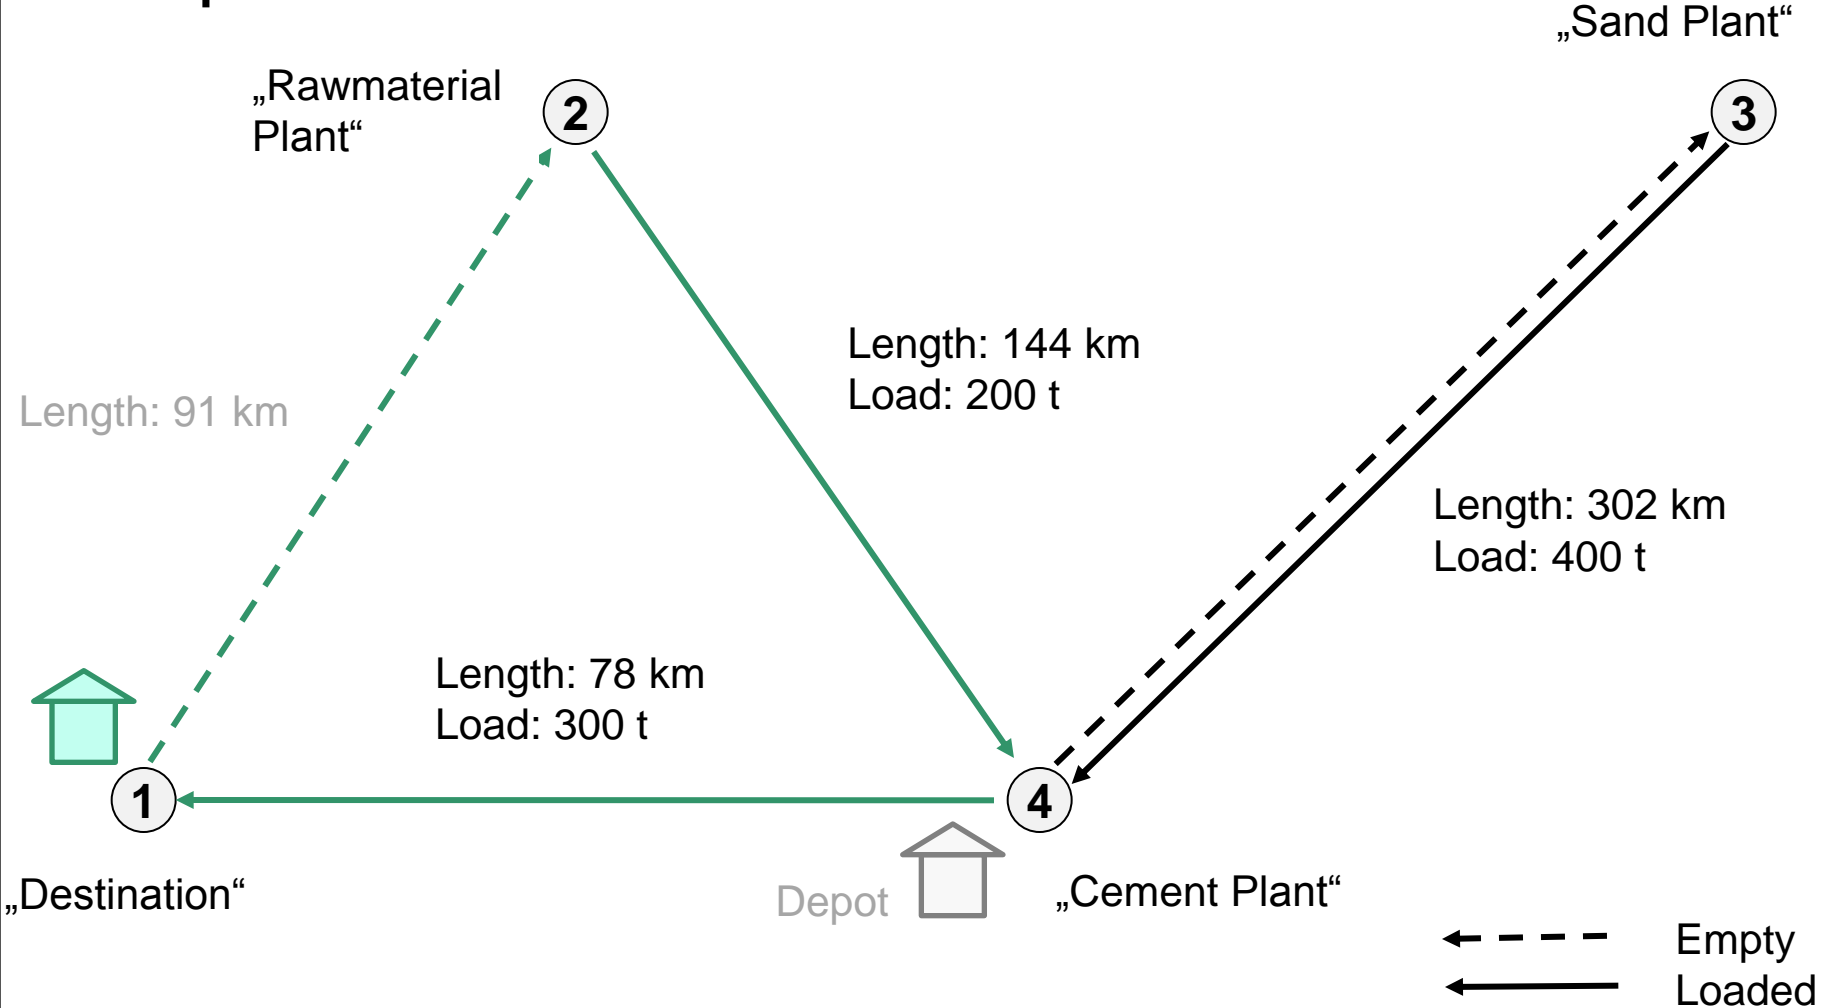 „Sand Plant“
„Rawmaterial
Plant“
2
3
Length: 144 km
Load: 200 t
Length: 91 km
Length: 302 km
Load: 400 t
Length: 78 km
Load: 300 t
1
4
„Destination“
Depot
„Cement Plant“
Empty
Loaded